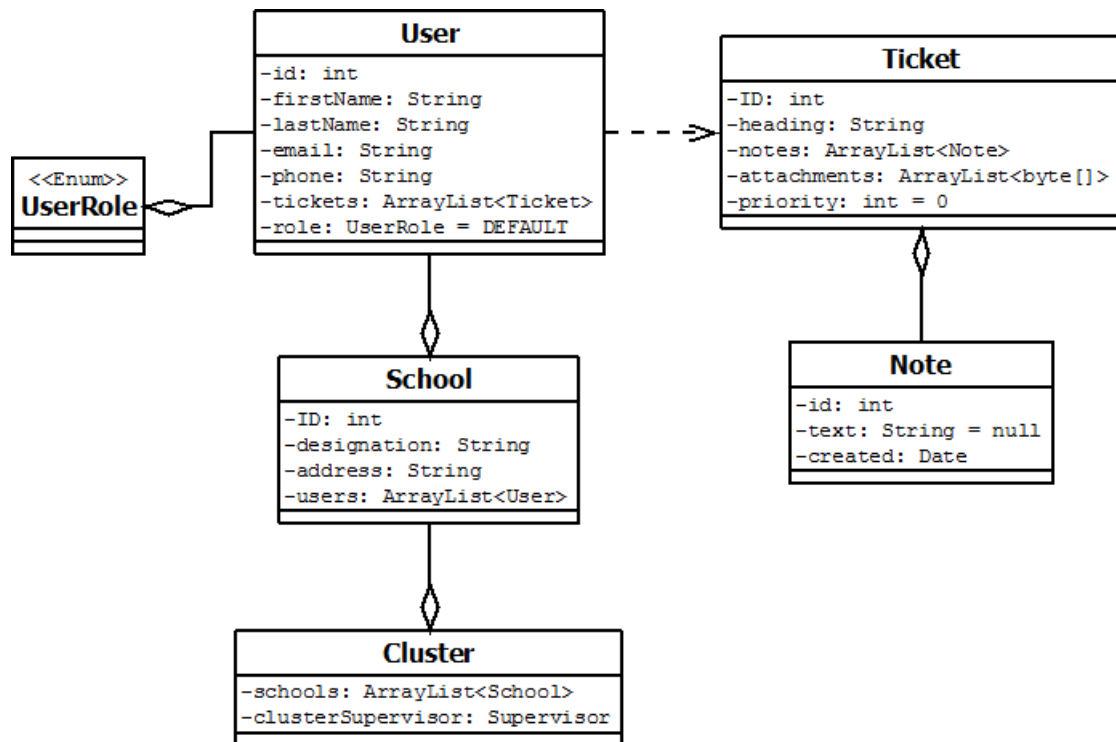 User
-id: int
-firstName: String
-lastName: String
-email: String
-phone: String
-tickets: ArrayList<Ticket>
-role: UserRole = DEFAULT
Ticket
-ID: int
-heading: String
-notes: ArrayList<Note>
-attachments: ArrayList<byte[]>
-priority: int = 0
<<Enum>>
UserRole
School
-ID: int
-designation: String
-address: String
-users: ArrayList<User>
Note
-id: int
-text: String = null
-created: Date
Cluster
-schools: ArrayList<School>
-clusterSupervisor: Supervisor